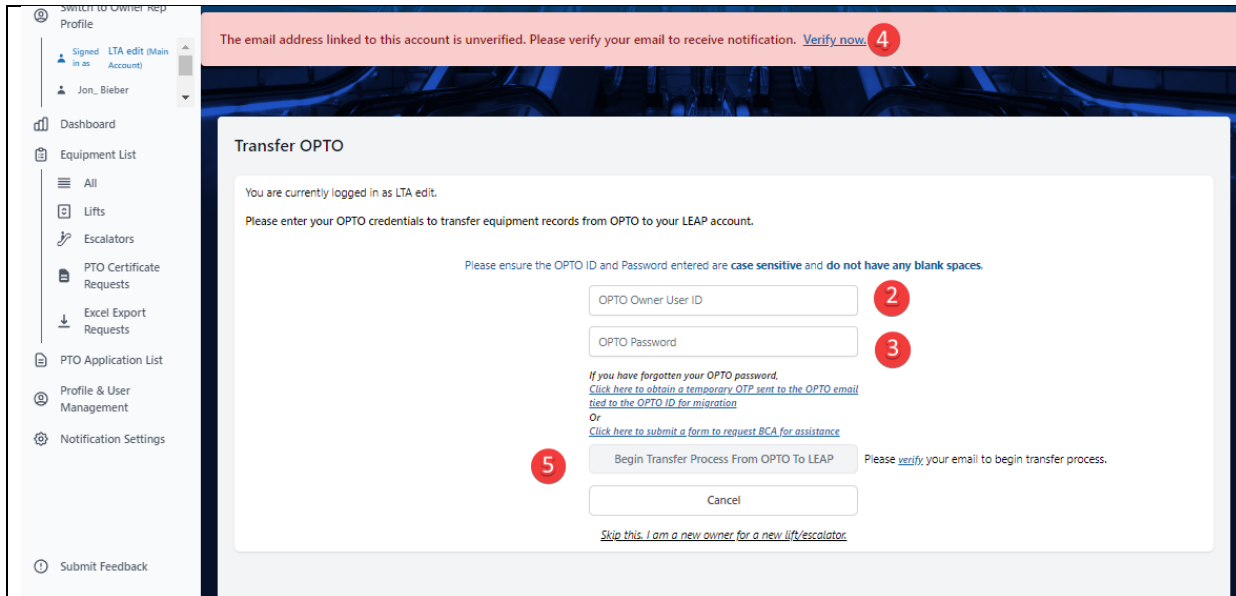 Switch to Owner Rep
Profile
Signed in as LTA edit (Main Account)
Jon_ Bieber
Dashboard
Equipment List
All
Lifts
Escalators
PTO Certificate
Requests
Excel Export
Requests
PTO Application List
Profile & User
Management
Notification Settings
Submit Feedback
The email address linked to this account is unverified. Please verify your email to receive notification. Verify now. 4
Transfer OPTO
You are currently logged in as LTA edit.
Please enter your OPTO credentials to transfer equipment records from OPTO to your LEAP account.
Please ensure the OPTO ID and Password entered are case sensitive and do not have any blank spaces.
OPTO Owner User ID 2
OPTO Password 3
If you have forgotten your OPTO password,
Click here to obtain a temporary OTP sent to the OPTO email
tied to the OPTO ID for migration
Or
Click here to submit a form to request BCA for assistance
5 Begin Transfer Process From OPTO To LEAP Please verify your email to begin transfer process.
Cancel
Skip this. I am a new owner for a new lift/escalator.